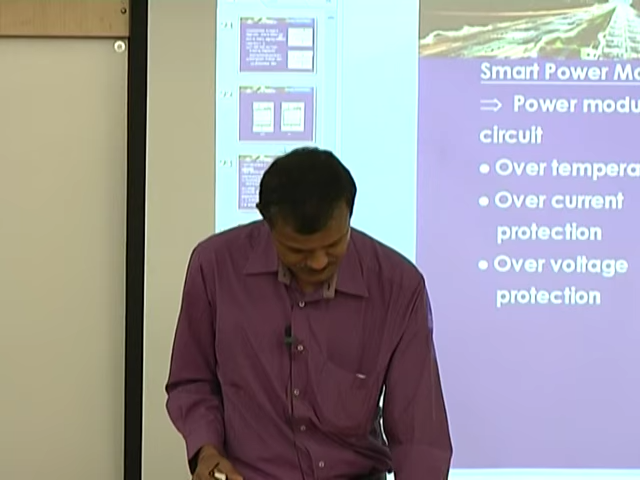 Smart Power Mo
⇒ Power modu
circuit
• Over tempera
• Over current
protection
• Over voltage
protection